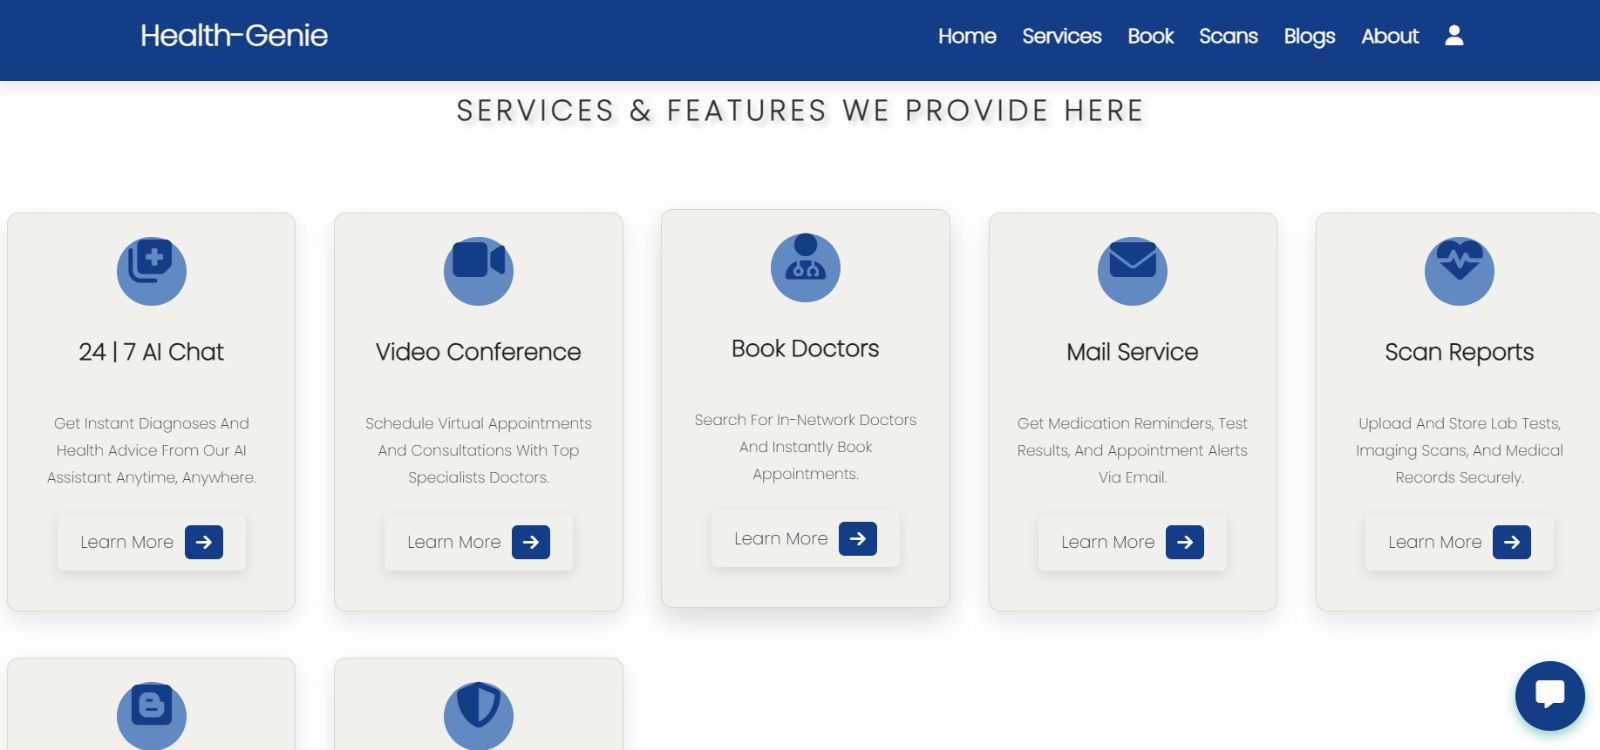 Health-Genie
Home Services Book Scans Blogs About
SERVICES & FEATURES WE PROVIDE HERE
24 | 7 AI Chat
Get Instant Diagnoses And
Health Advice From Our AI
Assistant Anytime, Anywhere.
Learn More
Video Conference
Schedule Virtual Appointments
And Consultations With Top
Specialists Doctors.
Learn More
Book Doctors
Search For In-Network Doctors
And Instantly Book
Appointments.
Learn More
Mail Service
Get Medication Reminders, Test
Results, And Appointment Alerts
Via Email.
Learn More
Scan Reports
Upload And Store Lab Tests,
Imaging Scans, And Medical
Records Securely.
Learn More